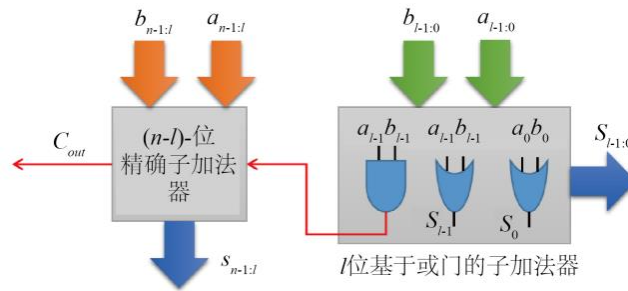 b_{n-1:l} a_{n-1:l} b_{l-1:0} a_{l-1:0}
C_{out}
(n-l)-位
精确子加法
器
a_{l-1}b_{l-1} a_{l-1}b_{l-1} a_0b_0
S_{l-1:0}
S_{l-1} S_0
s_{n-1:l}
l位基于或门的子加法器